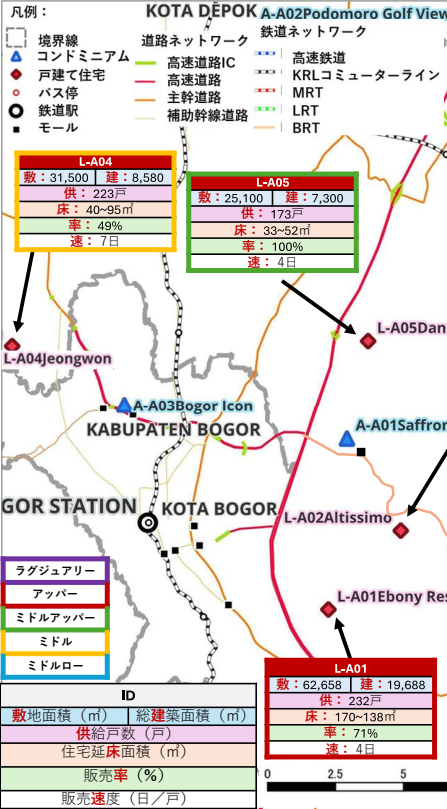 凡例：
境界線
コンドミニアム
戸建て住宅
バス停
鉄道駅
モール
道路ネットワーク
高速道路IC
高速道路
主幹道路
補助幹線道路
鉄道ネットワーク
高速鉄道
KRLコミューターライン
MRT
LRT
BRT
KOTA DEPOK
A-A02Podomoro Golf View
L-A04
敷：31,500 建：8,580
供： 223戸
床： 40~95㎡
率： 49%
速： 7日
L-A05
敷：25,100 建：7,300
供： 173戸
床： 33~52㎡
率： 100%
速： 4日
L-A05Dan
L-A04Jeongwon
A-A03Bogor Icon
KABUPATEN BOGOR
A-A01Saffron
GOR STATION
KOTA BOGOR
L-A02Altissimo
L-A01Ebony Res
ラグジュアリー
アッパー
ミドルアッパー
ミドル
ミドルロー
L-A01
敷：62,658 建：19,688
供： 232戸
床：170~138㎡
率： 71%
速： 4日
ID
敷地面積（㎡） 総建築面積（㎡）
供給戸数（戸）
住宅延床面積（㎡）
販売率（%）
販売速度（日／戸）
0 2.5 5